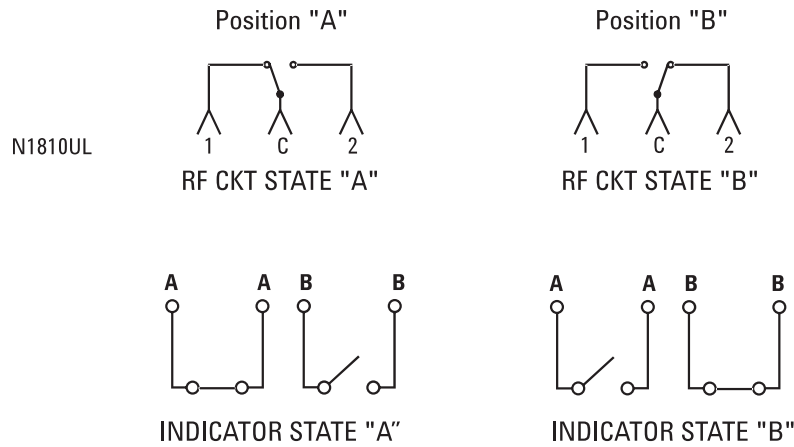 Position "A" Position "B"
N1810UL
1 C 2 1 C 2
RF CKT STATE "A" RF CKT STATE "B"
A A B B A A B B
INDICATOR STATE "A” INDICATOR STATE "B"